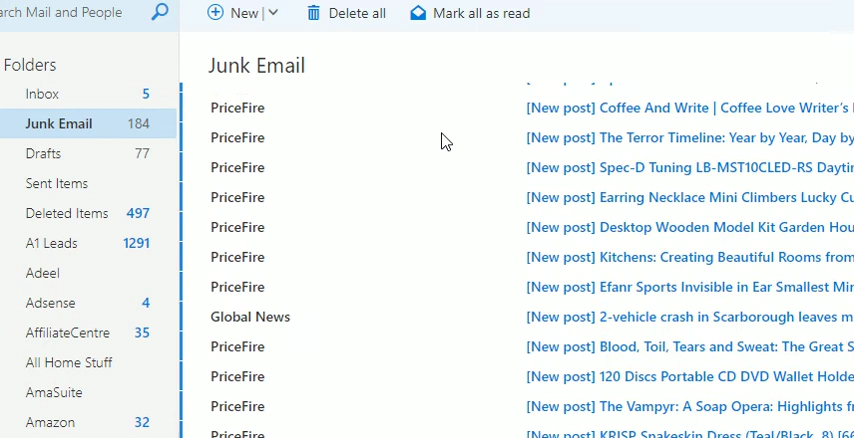 arch Mail and People
New
Delete all
Mark all as read
Folders
Junk Email
Inbox 5
Junk Email 184
Drafts 77
Sent Items
Deleted Items 497
A1 Leads 1291
Adeel
Adsense 4
AffiliateCentre 35
All Home Stuff
AmaSuite
Amazon 32
PriceFire [New post] Coffee And Write | Coffee Love Writer's
PriceFire [New post] The Terror Timeline: Year by Year, Day by
PriceFire [New post] Spec-D Tuning LB-MST10CLED-RS Daytin
PriceFire [New post] Earring Necklace Mini Climbers Lucky Cu
PriceFire [New post] Desktop Wooden Model Kit Garden Hou
PriceFire [New post] Kitchens: Creating Beautiful Rooms from
PriceFire [New post] Efanr Sports Invisible in Ear Smallest Mir
Global News [New post] 2-vehicle crash in Scarborough leaves m
PriceFire [New post] Blood, Toil, Tears and Sweat: The Great S
PriceFire [New post] 120 Discs Portable CD DVD Wallet Holde
PriceFire [New post] The Vampyr: A Soap Opera: Highlights f
PriceFire [New post] KRISP Snakeskin Dress (Teal/Black, 8) [66